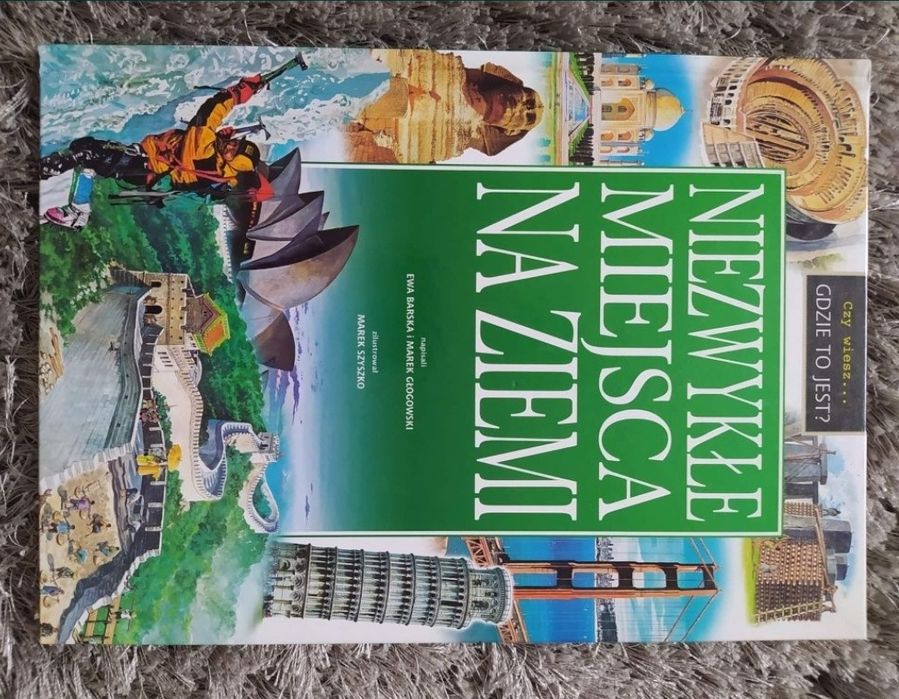 Czy wiesz...
GDZIE TO JEST?
NIEZWYKŁE
MIEJSCA
NA ZIEMI
napisali
EWA BARSKA i MAREK GŁOGOWSKI
zilustrował
MAREK SZYSZKO